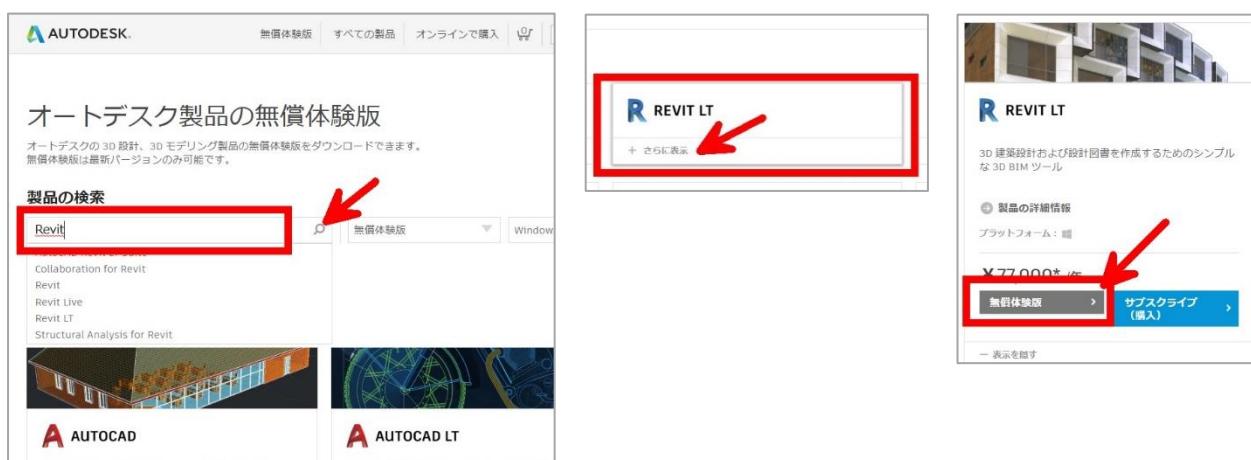 AUTODESK.
無償体験版 すべての製品 オンラインで購入
オートデスク製品の無償体験版
オートデスクの 3D 設計、3D モデリング製品の無償体験版をダウンロードできます。
無償体験版は最新バージョンのみ可能です。
製品の検索
Revit
無償体験版
Window
Collaboration for Revit
Revit
Revit Live
Revit LT
Structural Analysis for Revit
AUTOCAD
AUTOCAD LT
REVIT LT
+ さらに表示
REVIT LT
3D 建築設計および設計図書を作成するためのシンプル
な 3D BIM ツール
製品の詳細情報
プラットフォーム :
¥77,000* /年
無償体験版
サブスクライブ
(購入)
— 表示を隠す